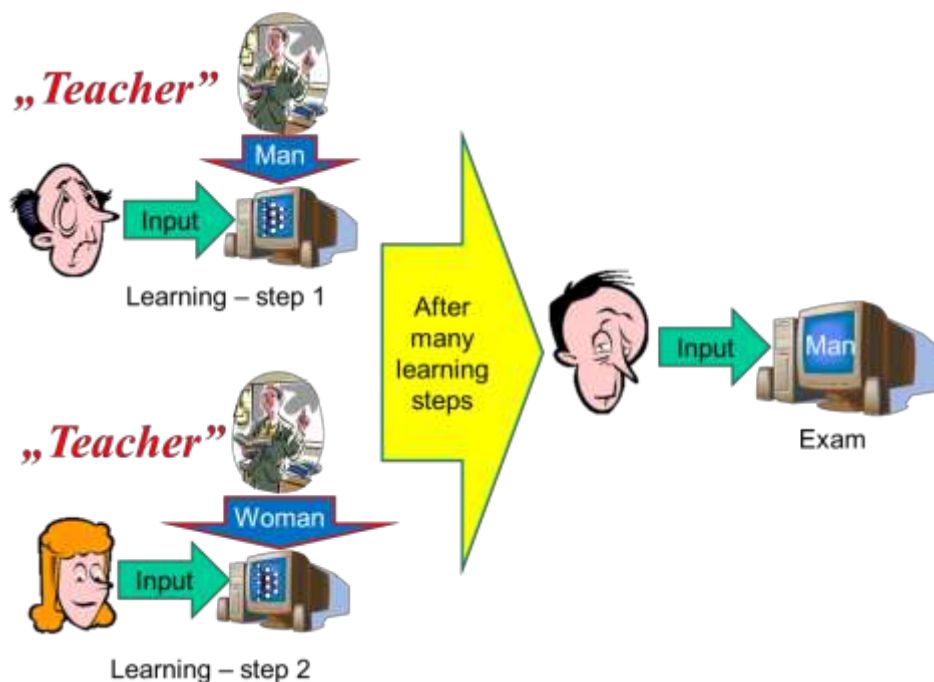 „Teacher”
Man
Input
Learning – step 1
„Teacher”
Woman
Input
Learning – step 2
After
many
learning
steps
Input
Man
Exam